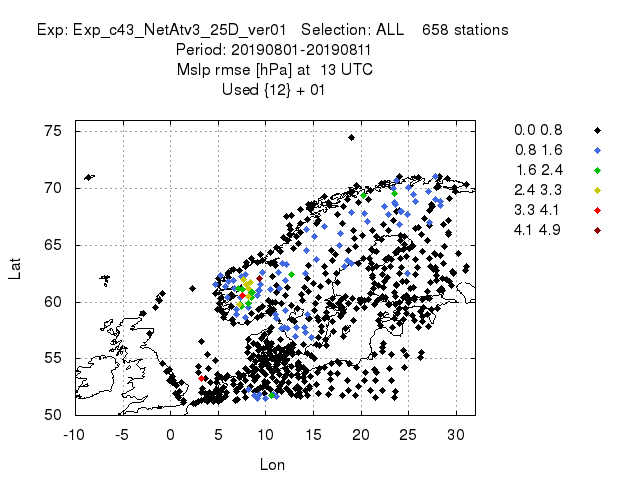 Exp: Exp_c43_NetAtv3_25D_ver01 Selection: ALL 658 stations
Period: 20190801-20190811
Mslp rmse [hPa] at 13 UTC
Used {12} + 01
0.0 0.8
0.8 1.6
1.6 2.4
2.4 3.3
3.3 4.1
4.1 4.9
75
70
65
60
55
50
Lat
-10 -5 0 5 10 15 20 25 30
Lon